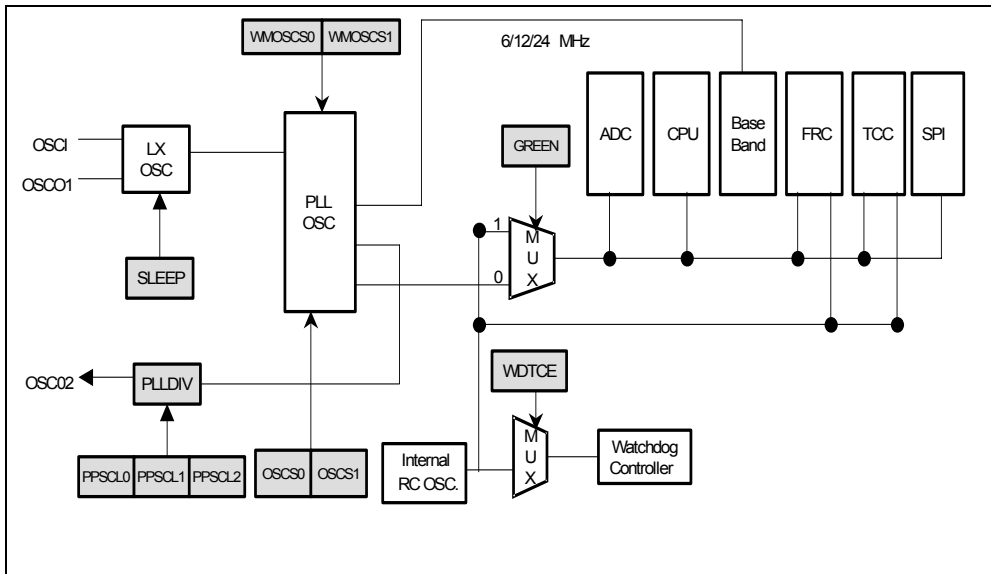 WMOSCS0 WMOSCS1
6/12/24 MHz
OSCI
OSCO1
LX
OSC
PLL
OSC
SLEEP
GREEN
ADC
CPU
Base
Band
FRC
TCC
SPI
1
0
M
U
X
OSC02
PLLDIV
PPSCL0 PPSCL1 PPSCL2
OSCS0 OSCS1
WDTCE
Internal
RC OSC.
M
U
X
Watchdog
Controller